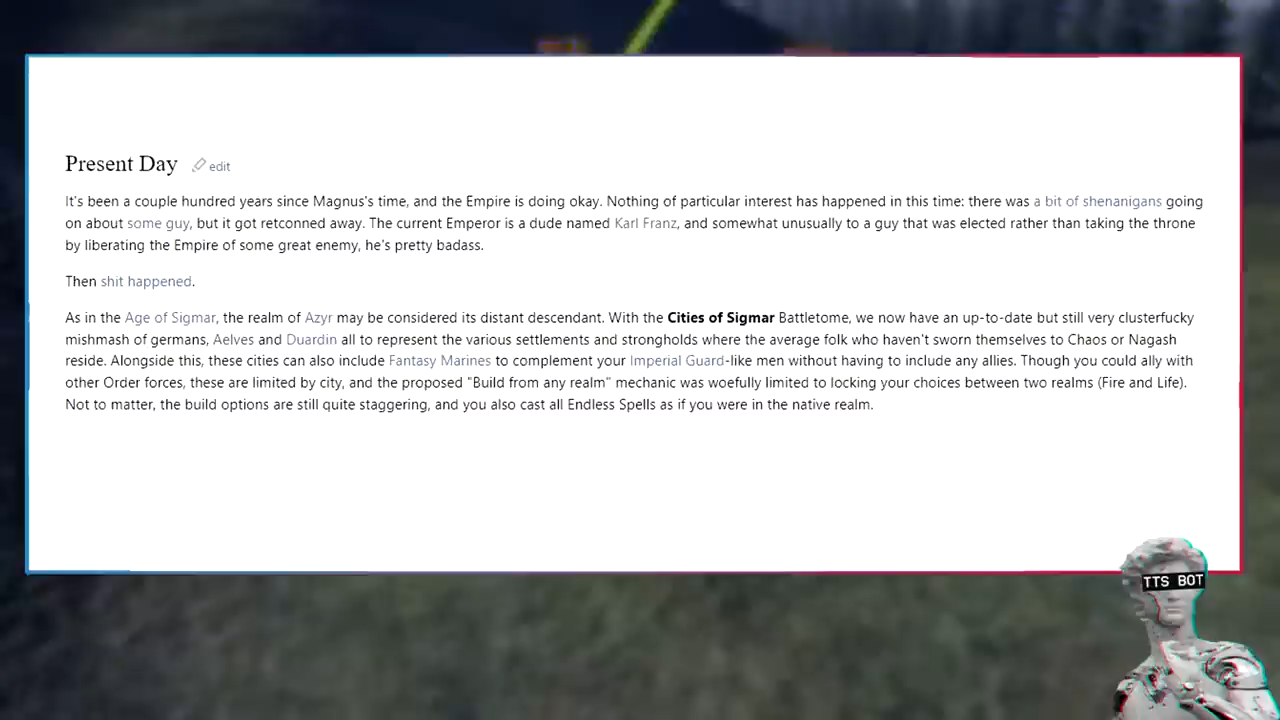 Present Day edit
It's been a couple hundred years since Magnus's time, and the Empire is doing okay. Nothing of particular interest has happened in this time: there was a bit of shenanigans going
on about some guy, but it got retconned away. The current Emperor is a dude named Karl Franz, and somewhat unusually to a guy that was elected rather than taking the throne
by liberating the Empire of some great enemy, he's pretty badass.
Then shit happened.
As in the Age of Sigmar, the realm of Azyr may be considered its distant descendant. With the Cities of Sigmar Battletome, we now have an up-to-date but still very clusterfucky
mishmash of germans, Aelves and Duardin all to represent the various settlements and strongholds where the average folk who haven't sworn themselves to Chaos or Nagash
reside. Alongside this, these cities can also include Fantasy Marines to complement your Imperial Guard-like men without having to include any allies. Though you could ally with
other Order forces, these are limited by city, and the proposed "Build from any realm" mechanic was woefully limited to locking your choices between two realms (Fire and Life).
Not to matter, the build options are still quite staggering, and you also cast all Endless Spells as if you were in the native realm.
TTS BOT